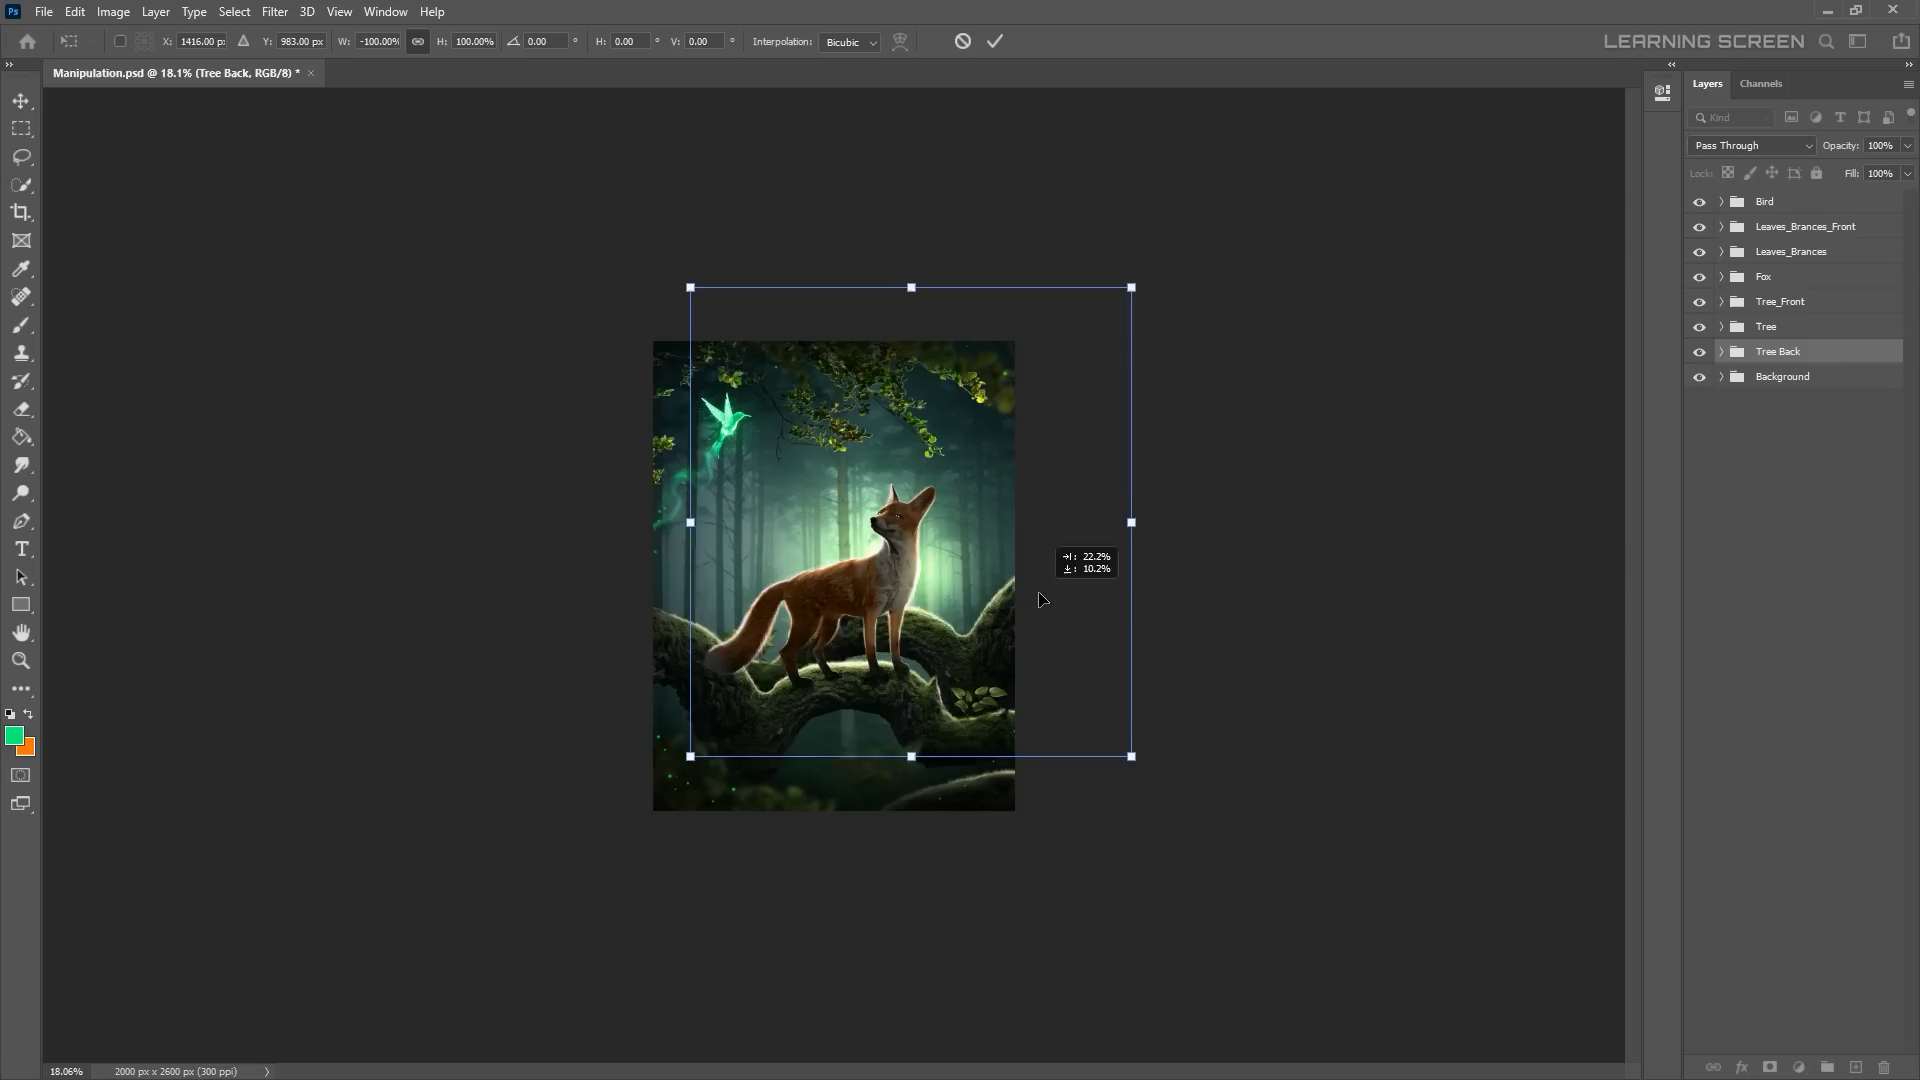 Ps File Edit Image Layer Type Select Filter 3D View Window Help
X: 1416.00 p Y: 983.00 px W: -100.00% H: 100.00% 0.00 ° H: 0.00 ° V: 0.00 ° Interpolation: Bicubic LEARNING SCREEN
Manipulation.psd @ 18.1% (Tree Back, RGB/8) * ×
Layers Channels
Kind
Pass Through Opacity: 100%
Lock: Fill: 100%
Bird
Leaves_Brances_Front
Leaves_Brances
Fox
Tree_Front
Tree
Tree Back
Background
: 22.2%
: 10.2%
18.06% 2000 px x 2600 px (300 ppi)